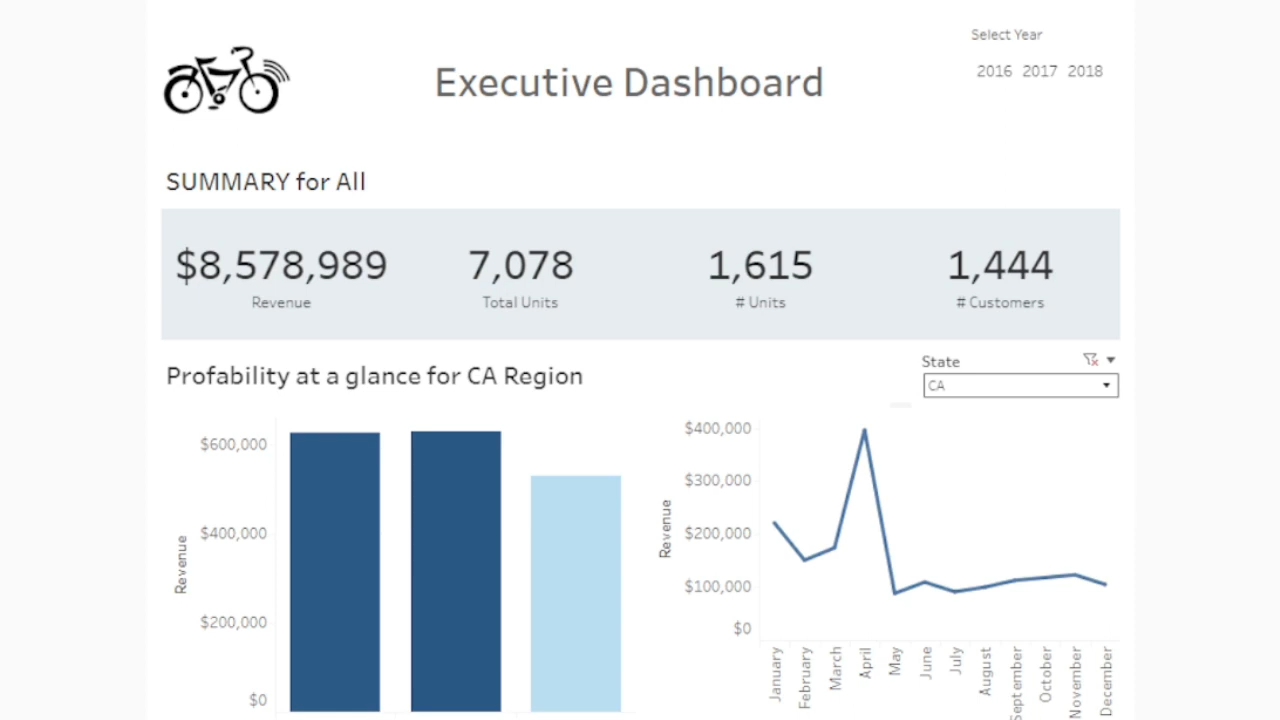 Select Year
2016 2017 2018
Executive Dashboard
SUMMARY for All
$8,578,989
Revenue
7,078
Total Units
1,615
# Units
1,444
# Customers
Profability at a glance for CA Region
State
CA
$600,000
$400,000
$200,000
$0
Revenue
$400,000
$300,000
$200,000
$100,000
$0
Revenue
January
February
March
April
May
June
July
August
September
October
November
December